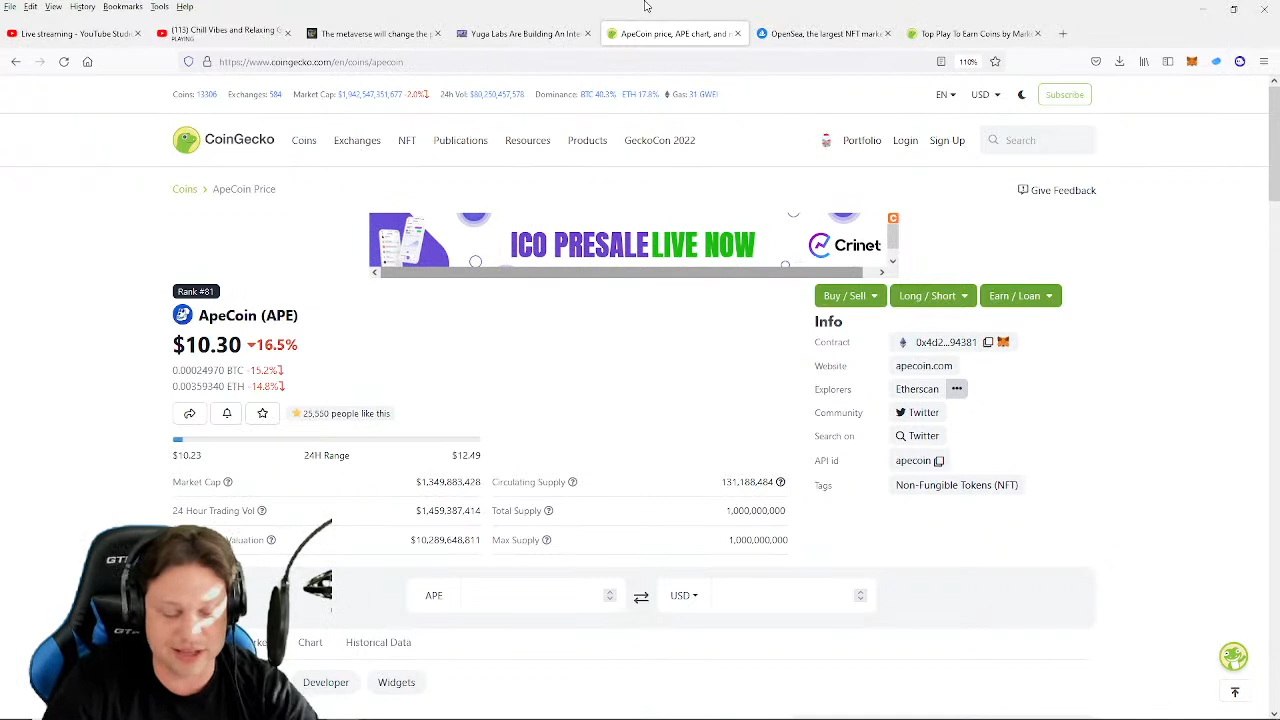 File Edit View History Bookmarks Tools Help
Live streaming - YouTube Studi
(113) Chill Vibes and Relaxing G
PLAYING
The metaverse will change the p
Yuga Labs Are Building An Inte
ApeCoin price, APE chart, and n
OpenSea, the largest NFT marke
Top Play To Earn Coins by Mark
https://www.coingecko.com/en/coins/apecoin
110%
Coins: 13306 Exchanges: 584 Market Cap: $1,942,547,351,677 -2.0% 24h Vol: $80,250,457,578 Dominance: BTC 40.3% ETH 17.8% Gas: 31 GWEI
EN USD Subscribe
CoinGecko Coins Exchanges NFT Publications Resources Products GeckoCon 2022
Portfolio Login Sign Up Search
Coins > ApeCoin Price
Give Feedback
ICO PRESALE LIVE NOW
Crinet
Rank #81
Buy / Sell Long / Short Earn / Loan
ApeCoin (APE)
$10.30 16.5%
0.00024970 BTC -15.2%
0.00359340 ETH -14.8%
25,550 people like this
$10.23 24H Range $12.49
Market Cap $1,349,883,428
24 Hour Trading Vol $1,459,387,414
Valuation $10,289,648,811
Circulating Supply 131,188,484
Total Supply 1,000,000,000
Max Supply 1,000,000,000
Info
Contract 0x4d2...94381
Website apecoin.com
Explorers Etherscan
Community Twitter
Search on Twitter
API id apecoin
Tags Non-Fungible Tokens (NFT)
APE USD
Chart Historical Data
Developer Widgets